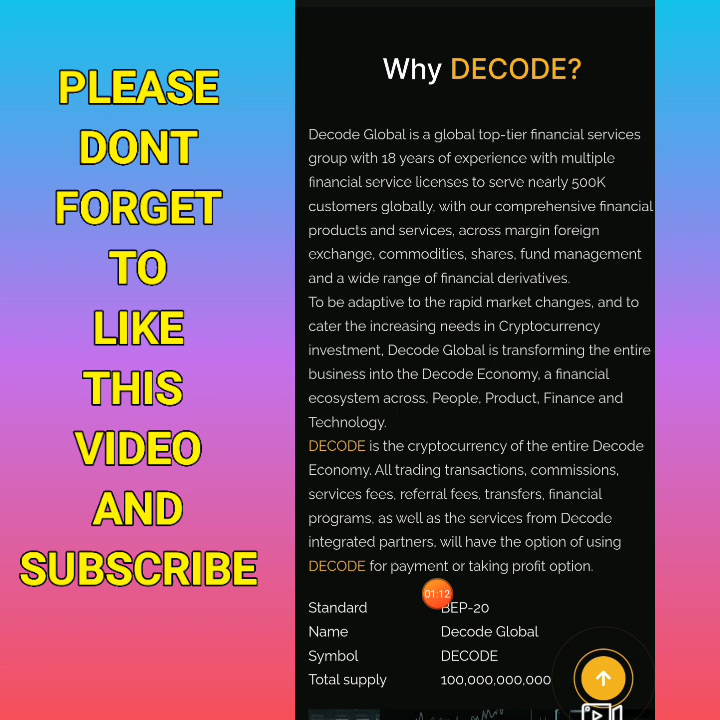 PLEASE
DONT
FORGET
TO
LIKE
THIS
VIDEO
AND
SUBSCRIBE
Why DECODE?
Decode Global is a global top-tier financial services
group with 18 years of experience with multiple
financial service licenses to serve nearly 500K
customers globally, with our comprehensive financial
products and services, across margin foreign
exchange, commodities, shares, fund management
and a wide range of financial derivatives.
To be adaptive to the rapid market changes, and to
cater the increasing needs in Cryptocurrency
investment, Decode Global is transforming the entire
business into the Decode Economy, a financial
ecosystem across, People, Product, Finance and
Technology.
DECODE is the cryptocurrency of the entire Decode
Economy. All trading transactions, commissions,
services fees, referral fees, transfers, financial
programs, as well as the services from Decode
integrated partners, will have the option of using
DECODE for payment or taking profit option.
01:12
Standard BEP-20
Name Decode Global
Symbol DECODE
Total supply 100,000,000,000